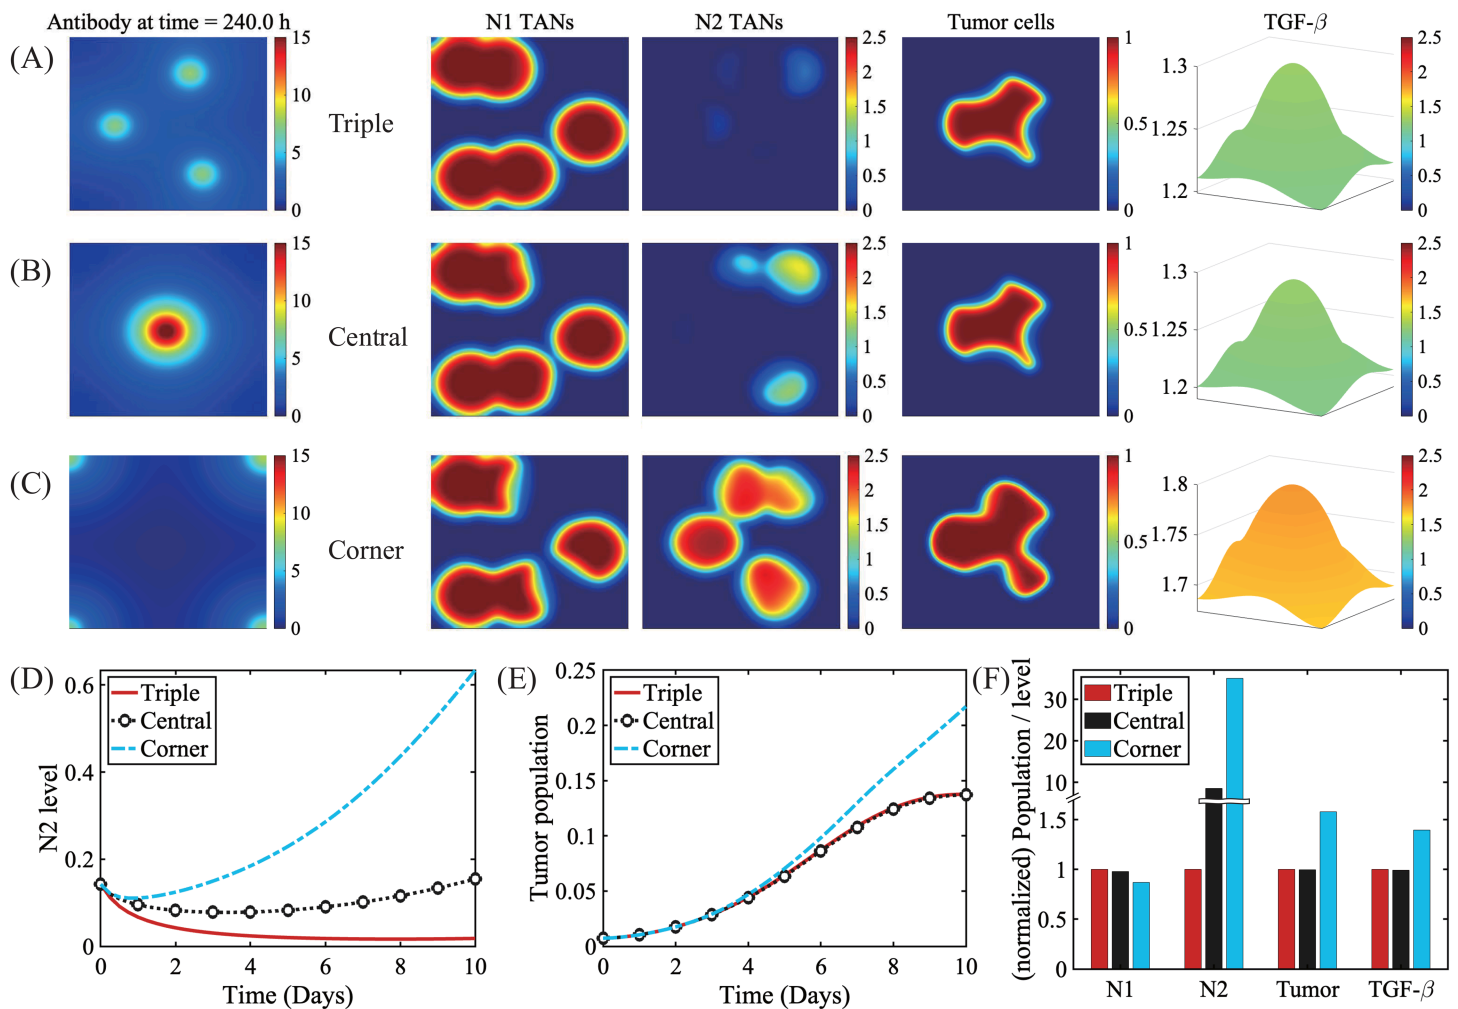 Antibody at time = 240.0 h
N1 TANs
N2 TANs
Tumor cells
TGF-β
(A)
15
10
5
0
Triple
2.5
2
1.5
1
0.5
0
1
0.5
0
1.3
1.25
1.2
2.5
2
1.5
1
0.5
0
(B)
15
10
5
0
Central
2.5
2
1.5
1
0.5
0
1
0.5
0
1.3
1.25
1.2
2.5
2
1.5
1
0.5
0
(C)
15
10
5
0
Corner
2.5
2
1.5
1
0.5
0
1
0.5
0
1.8
1.75
1.7
2.5
2
1.5
1
0.5
0
(D)
N2 level
0.6
0.4
0.2
0
Triple
Central
Corner
0 2 4 6 8 10
Time (Days)
(E)
Tumor population
0.25
0.2
0.15
0.1
0.05
0
Triple
Central
Corner
0 2 4 6 8 10
Time (Days)
(F)
(normalized) Population / level
30
20
10
1.5
1
0.5
0
Triple
Central
Corner
N1 N2 Tumor TGF-β